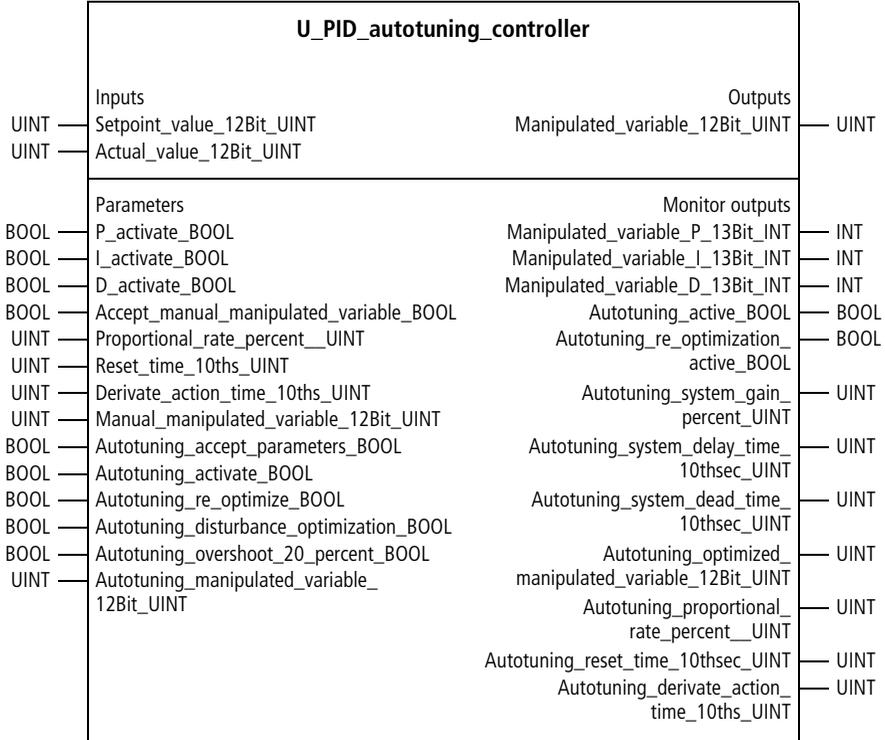 U_PID_autotuning_controller
Inputs Outputs
UINT Setpoint_value_12Bit_UINT Manipulated_variable_12Bit_UINT UINT
UINT Actual_value_12Bit_UINT
Parameters Monitor outputs
BOOL P_activate_BOOL Manipulated_variable_P_13Bit_INT INT
BOOL I_activate_BOOL Manipulated_variable_I_13Bit_INT INT
BOOL D_activate_BOOL Manipulated_variable_D_13Bit_INT INT
BOOL Accept_manual_manipulated_variable_BOOL Autotuning_active_BOOL BOOL
UINT Proportional_rate_percent__UINT Autotuning_re_optimization_ BOOL
UINT Reset_time_10ths_UINT active_BOOL
UINT Derivate_action_time_10ths_UINT Autotuning_system_gain_ UINT
UINT Manual_manipulated_variable_12Bit_UINT percent_UINT
BOOL Autotuning_accept_parameters_BOOL Autotuning_system_delay_time_ UINT
BOOL Autotuning_activate_BOOL 10thsec_UINT
BOOL Autotuning_re_optimize_BOOL Autotuning_system_dead_time_ UINT
BOOL Autotuning_disturbance_optimization_BOOL 10thsec_UINT
BOOL Autotuning_overshoot_20_percent_BOOL Autotuning_optimized_ UINT
UINT Autotuning_manipulated_variable_ manipulated_variable_12Bit_UINT
12Bit_UINT Autotuning_proportional_ UINT
rate_percent__UINT
Autotuning_reset_time_10thsec_UINT UINT
Autotuning_derivate_action_ UINT
time_10ths_UINT